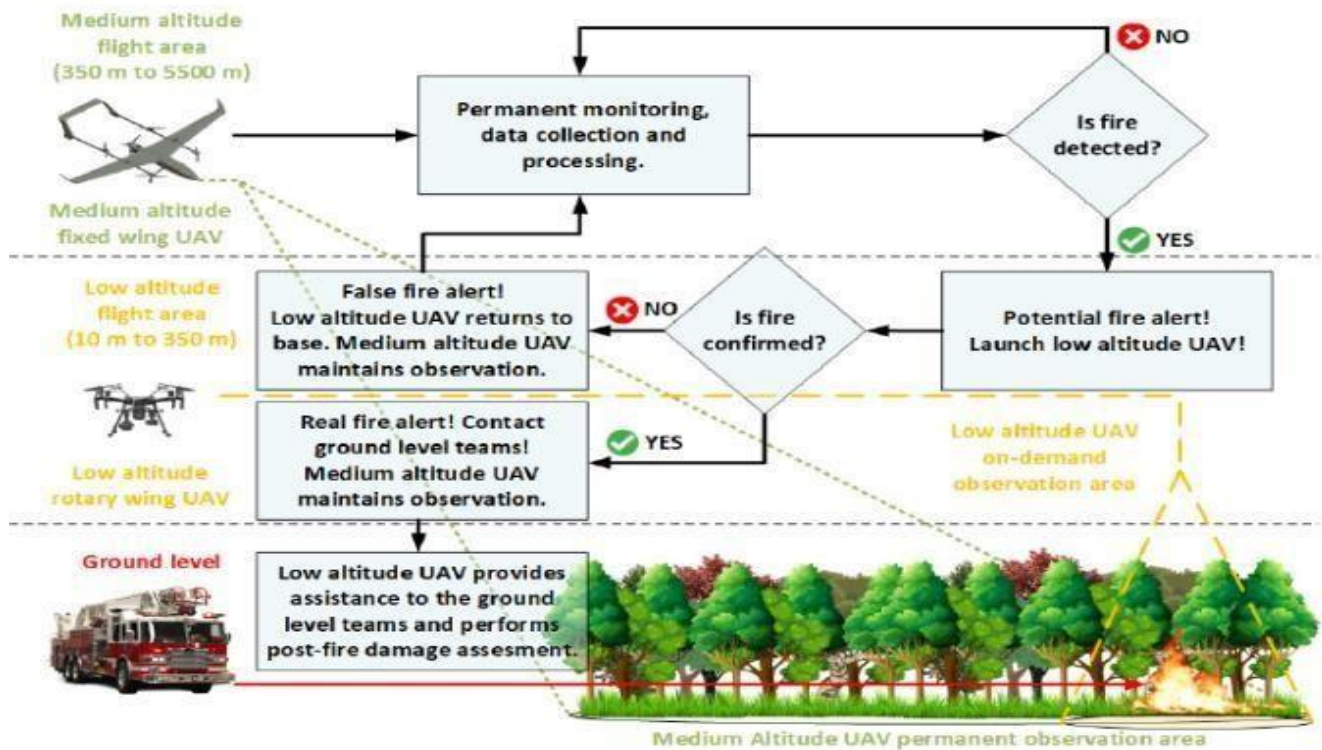 Medium altitude
flight area
(350 m to 5500 m)
Medium altitude
fixed wing UAV
Permanent monitoring,
data collection and
processing.
NO
Is fire
detected?
YES
Low altitude
flight area
(10 m to 350 m)
Low altitude
rotary wing UAV
False fire alert!
Low altitude UAV returns to
base. Medium altitude UAV
maintains observation.
NO
Is fire
confirmed?
Potential fire alert!
Launch low altitude UAV!
Real fire alert! Contact
ground level teams!
Medium altitude UAV
maintains observation.
YES
Low altitude UAV
on-demand
observation area
Ground level
Low altitude UAV provides
assistance to the ground
level teams and performs
post-fire damage assesment.
Medium Altitude UAV permanent observation area